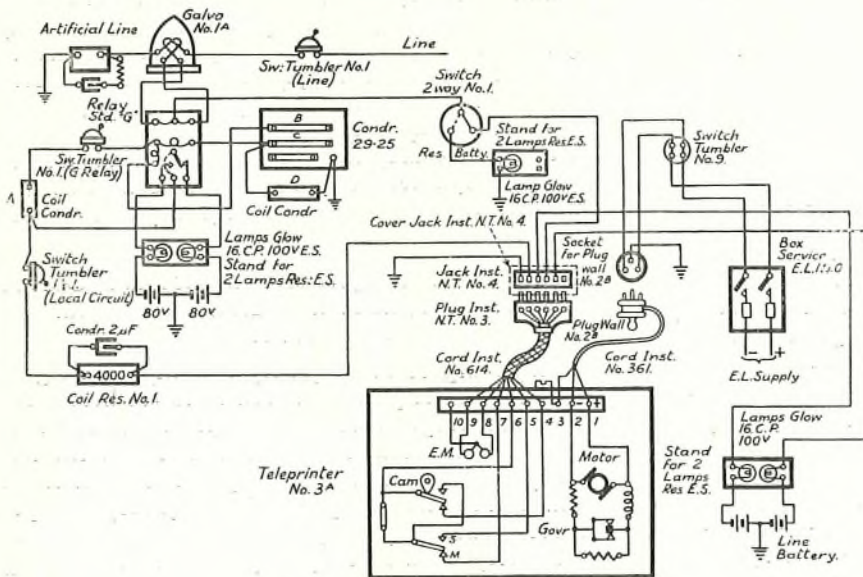 Galvo
No.1A
Artificial Line
Line
Sw: Tumbler No.1
(Line)
Switch
2 way No.1.
Relay
Std. "G"
B
C
D
Condr.
29-25
Coil Condr
Sw. Tumbler
No.1. (G Relay)
Res.
Batty.
Stand for
2 Lamps Res. E.S.
Lamp Glow
16 C.P. 100V E.S.
Switch
Tumbler
No. 9.
A
Coil
Condr.
Lamps Glow
16. C.P. 100V E.S.
Stand for
2 Lamps Res: E.S.
80V
80V
Switch
Tumbler
(Local Circuit)
Condr. 2µF
4000
Coil Res. No. 1.
Cover Jack Inst. N.T. No. 4.
Jack Inst.
N.T. No. 4.
Socket
for Plug
wall
No. 2B
Plug Inst.
N.T. No. 3.
Plug Wall
No. 2B
Cord Inst.
No. 614.
Cord Inst.
No. 361.
Box
Service
E.L.
- +
E.L. Supply
10 9 8 7 6 5 4 3 2 1
- +
E.M.
Cam
S
M
Motor
Govr
Teleprinter
No. 3A
Lamps Glow
16. C.P.
100V
Stand
for 2
Lamps
Res E.S.
Line
Battery.